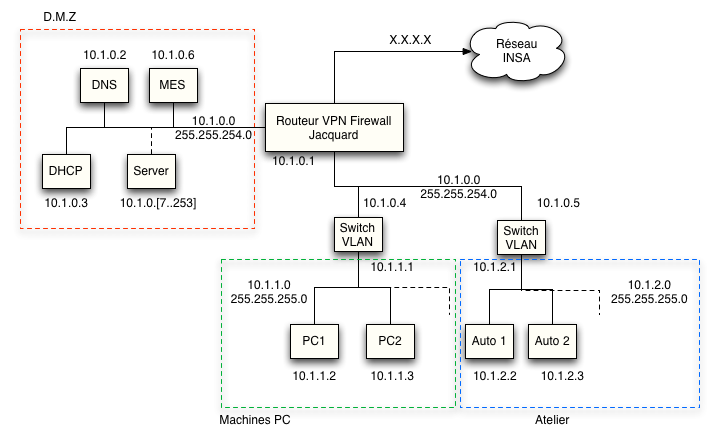 D.M.Z
10.1.0.2
10.1.0.6
DNS
MES
10.1.0.0
255.255.254.0
DHCP
Server
10.1.0.3
10.1.0.[7..253]
X.X.X.X
Réseau
INSA
Routeur VPN Firewall
Jacquard
10.1.0.1
10.1.0.0
255.255.254.0
10.1.0.4
10.1.0.5
Switch
VLAN
Switch
VLAN
10.1.1.1
10.1.2.1
10.1.1.0
255.255.255.0
10.1.2.0
255.255.255.0
PC1
PC2
Auto 1
Auto 2
10.1.1.2
10.1.1.3
10.1.2.2
10.1.2.3
Machines PC
Atelier